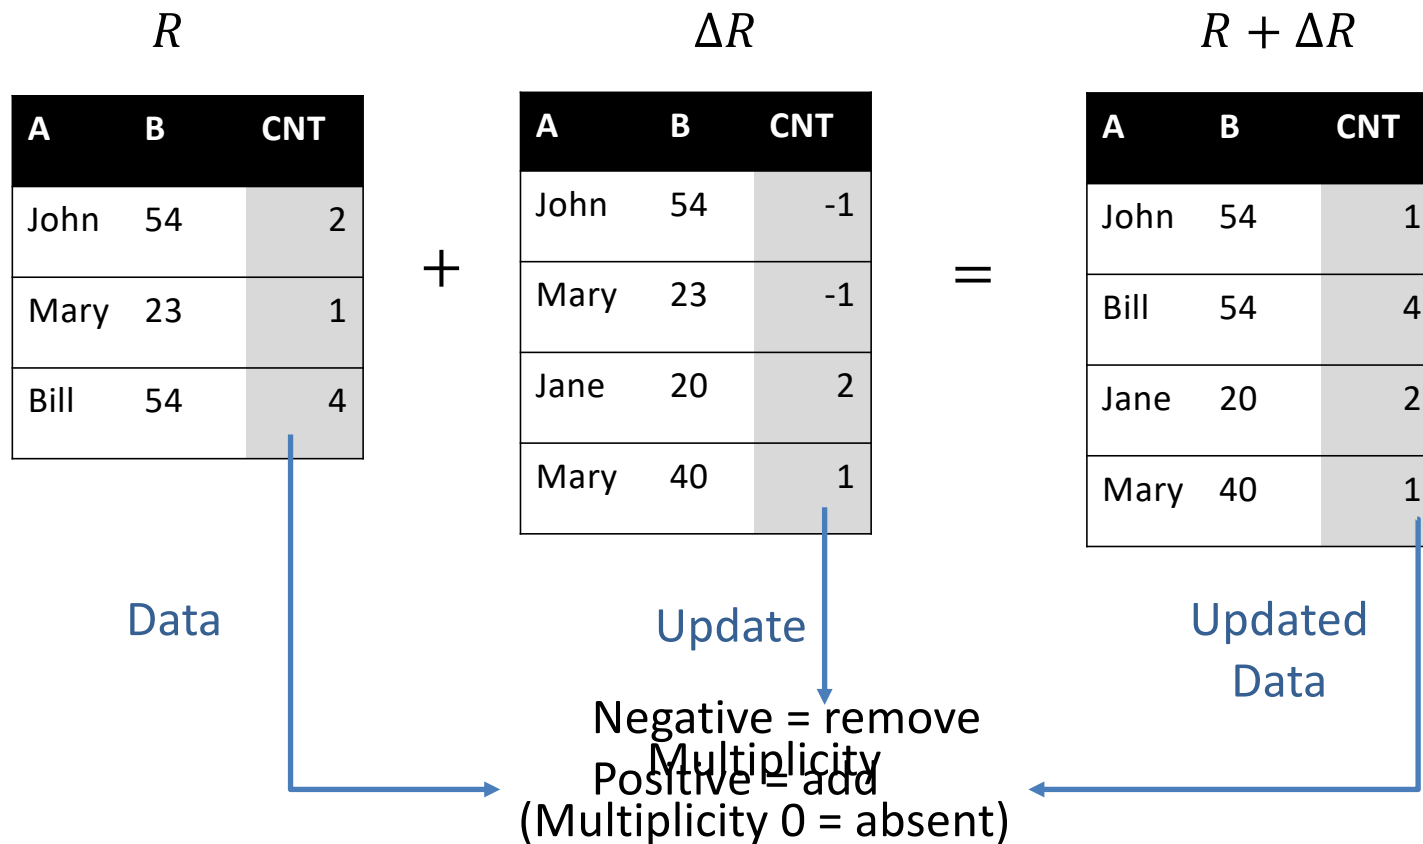 R
ΔR
R + ΔR
A B CNT
John 54 2
Mary 23 1
Bill 54 4
+
A B CNT
John 54 -1
Mary 23 -1
Jane 20 2
Mary 40 1
=
A B CNT
John 54 1
Bill 54 4
Jane 20 2
Mary 40 1
Data
Update
Updated
Data
Negative = remove
Multiplicity
Positive = add
(Multiplicity 0 = absent)